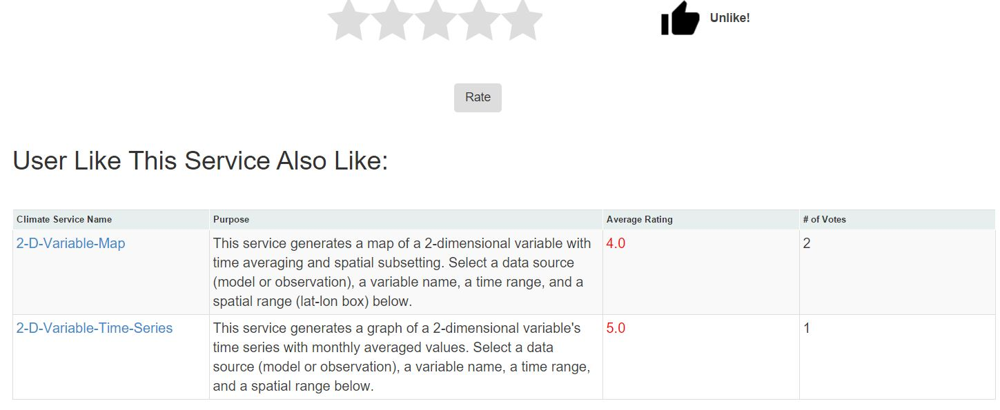 Unlike!
Rate
User Like This Service Also Like:
Climate Service Name Purpose Average Rating # of Votes
2-D-Variable-Map This service generates a map of a 2-dimensional variable with 4.0 2
time averaging and spatial subsetting. Select a data source
(model or observation), a variable name, a time range, and a
spatial range (lat-lon box) below.
2-D-Variable-Time-Series This service generates a graph of a 2-dimensional variable's 5.0 1
time series with monthly averaged values. Select a data
source (model or observation), a variable name, a time range,
and a spatial range below.